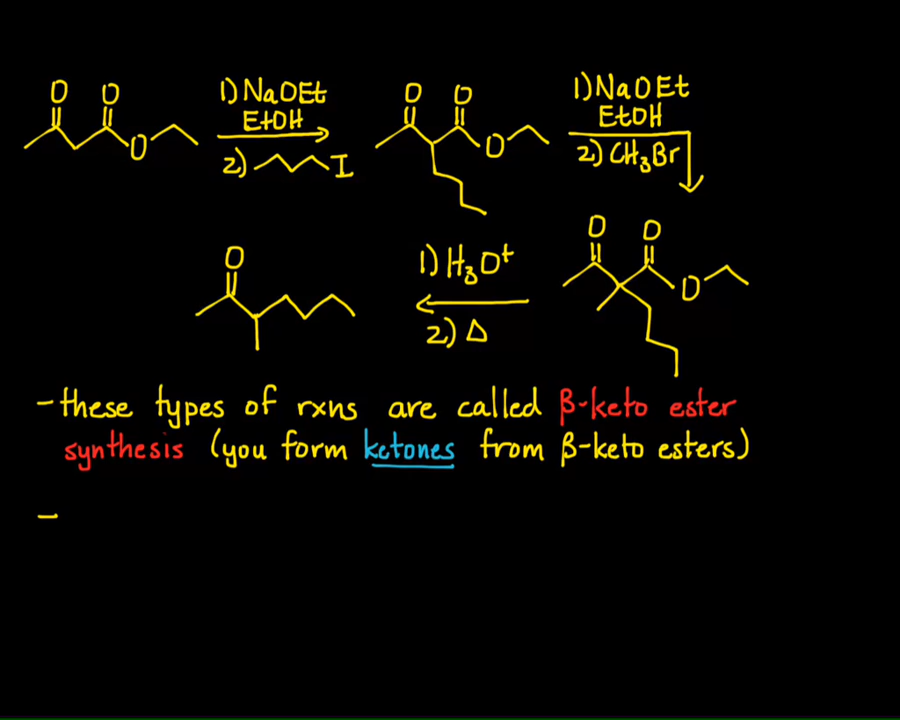 O O O
1) NaOEt
EtOH
2) I
O O O
1) NaOEt
EtOH
2) CH₃Br
O O O
1) H₃O⁺
2) Δ
O
- these types of rxns are called β-keto ester
synthesis (you form ketones from β-keto esters)
-